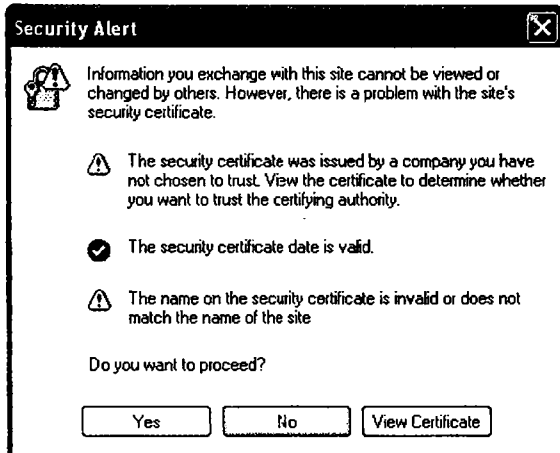 Security Alert
Information you exchange with this site cannot be viewed or
changed by others. However, there is a problem with the site's
security certificate.
The security certificate was issued by a company you have
not chosen to trust. View the certificate to determine whether
you want to trust the certifying authority.
The security certificate date is valid.
The name on the security certificate is invalid or does not
match the name of the site
Do you want to proceed?
Yes No View Certificate